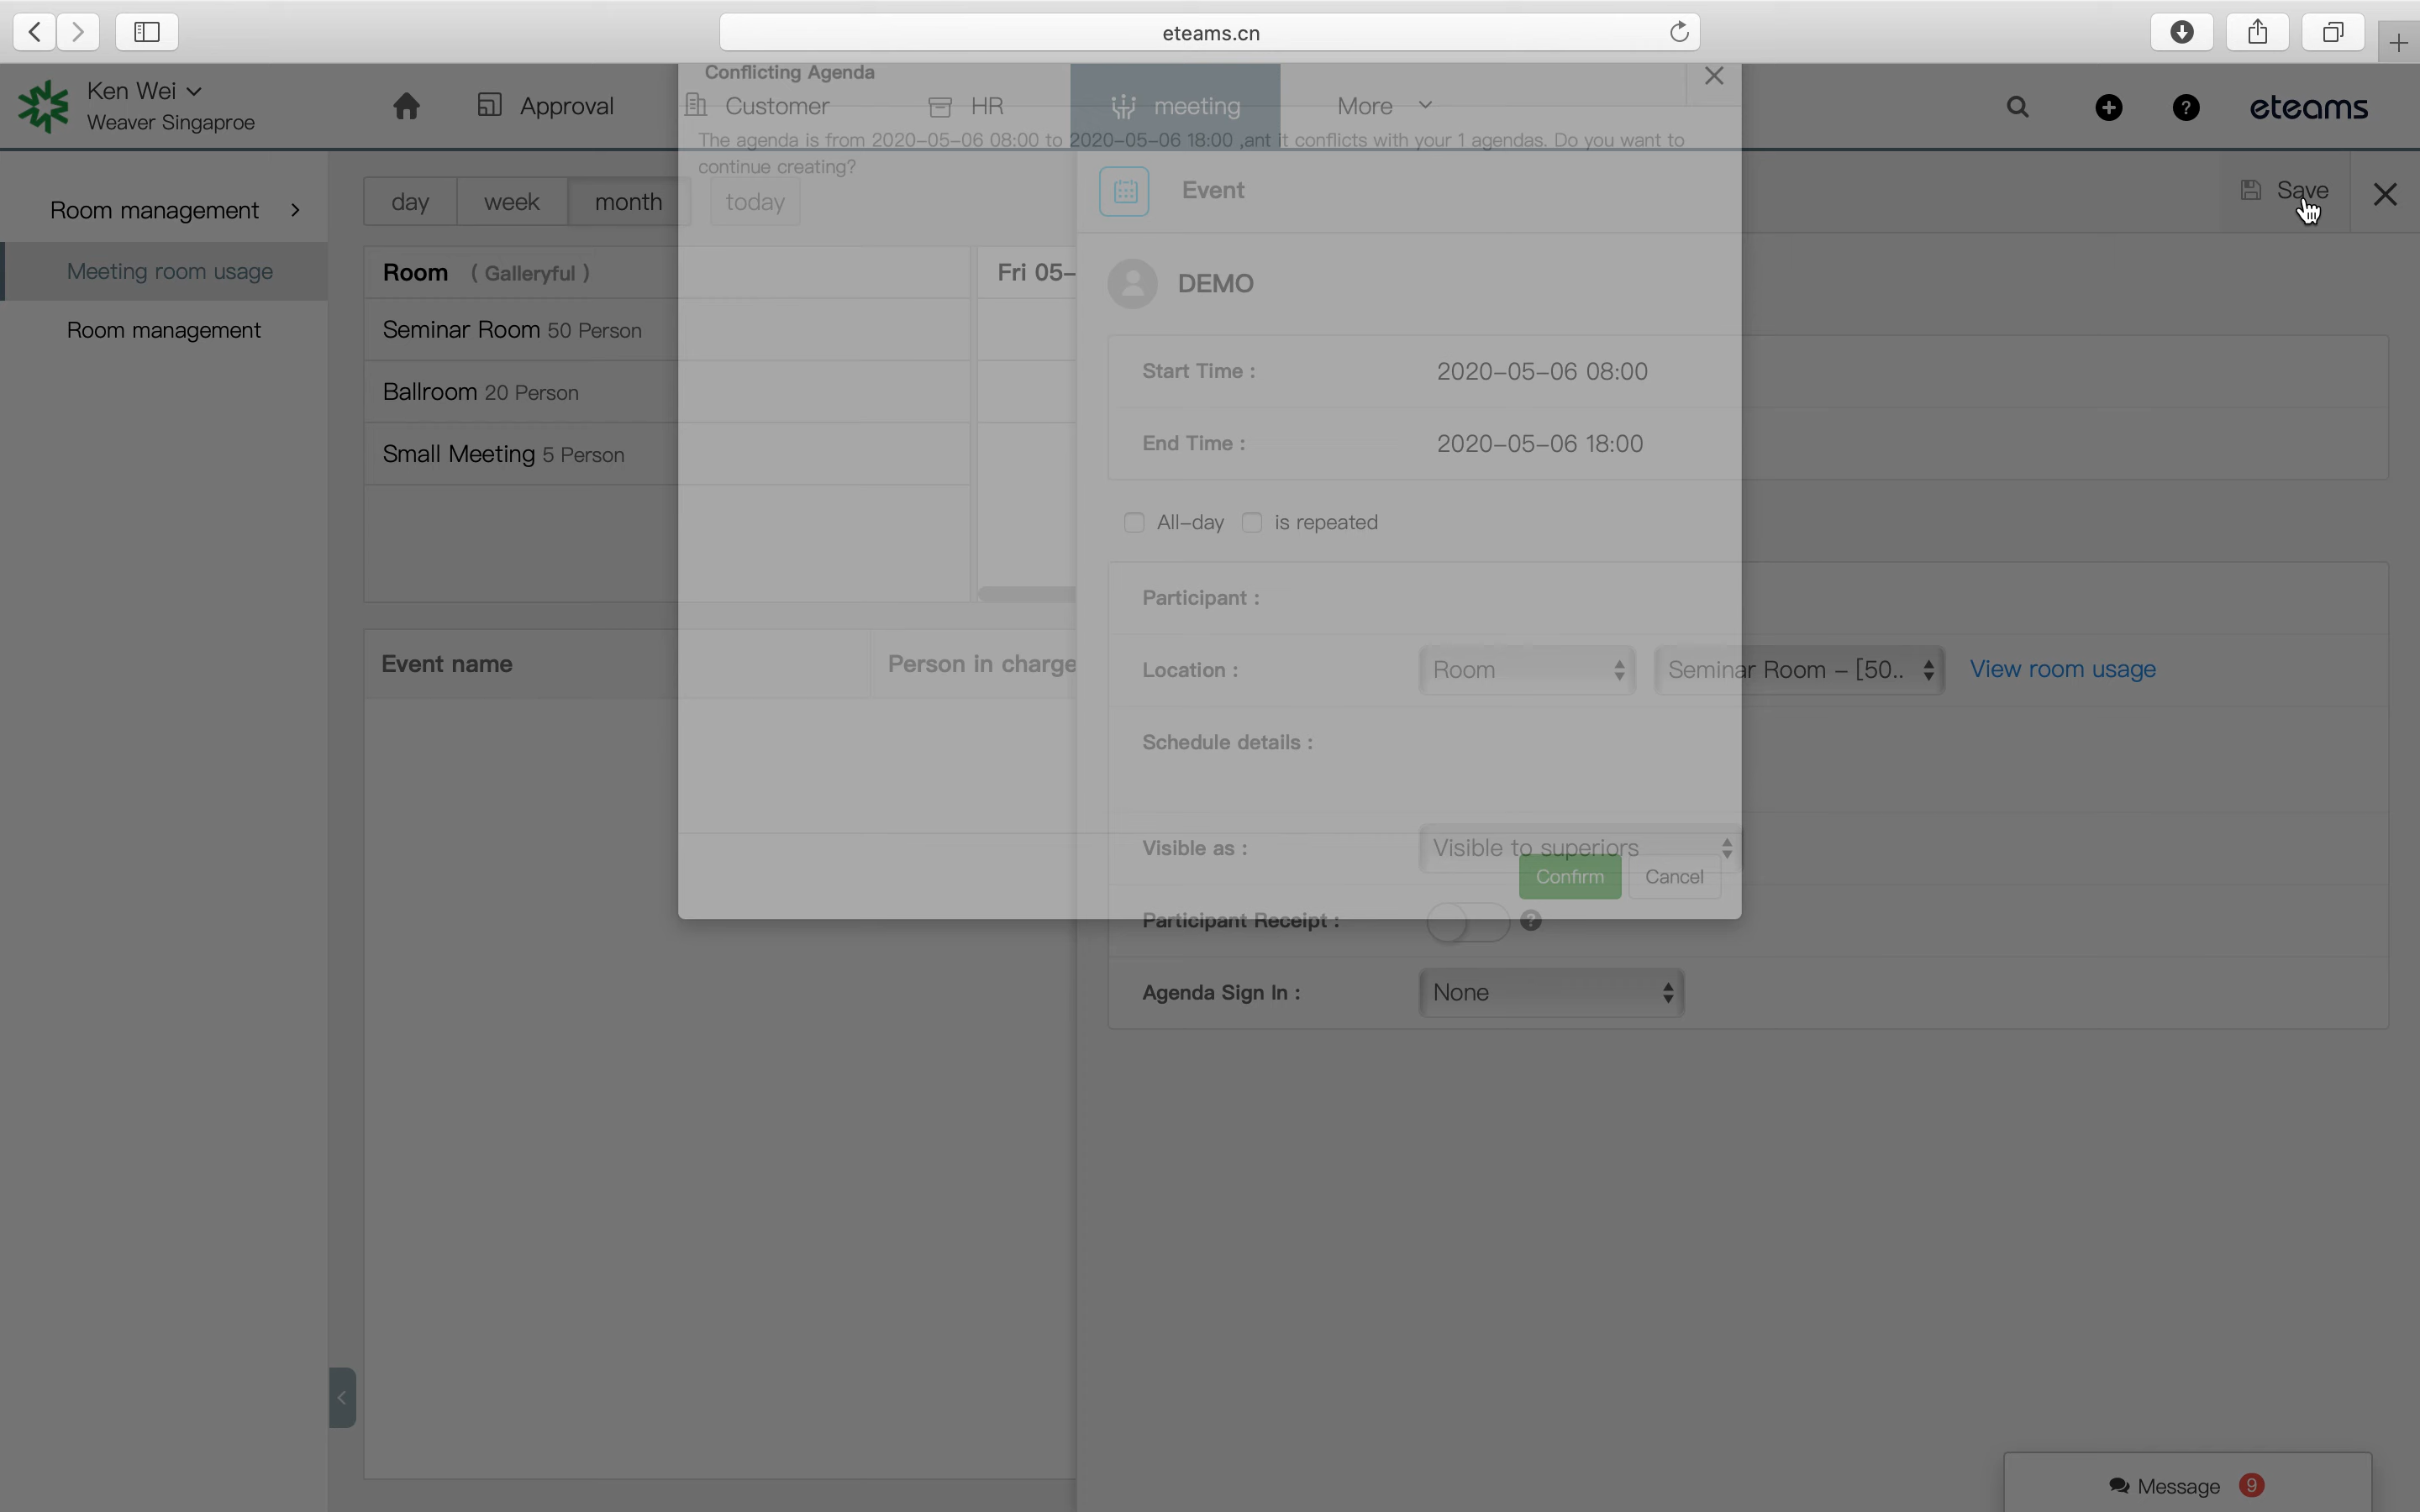 eteams.cn
Ken Wei
Weaver Singaproe
Approval
Customer
HR
meeting
More
eteams
Conflicting Agenda
The agenda is from 2020-05-06 08:00 to 2020-05-06 18:00 ,ant it conflicts with your 1 agendas. Do you want to
continue creating?
Confirm
Cancel
Room management
Meeting room usage
Room management
day
week
month
today
Room ( Galleryful )
Fri 05-
Seminar Room 50 Person
Ballroom 20 Person
Small Meeting 5 Person
Event name
Person in charge
Event
Save
DEMO
Start Time : 2020-05-06 08:00
End Time : 2020-05-06 18:00
All-day
is repeated
Participant :
Location : Room Seminar Room - [50.. View room usage
Schedule details :
Visible as : Visible to superiors
Participant Receipt : ?
Agenda Sign In : None
Message 9